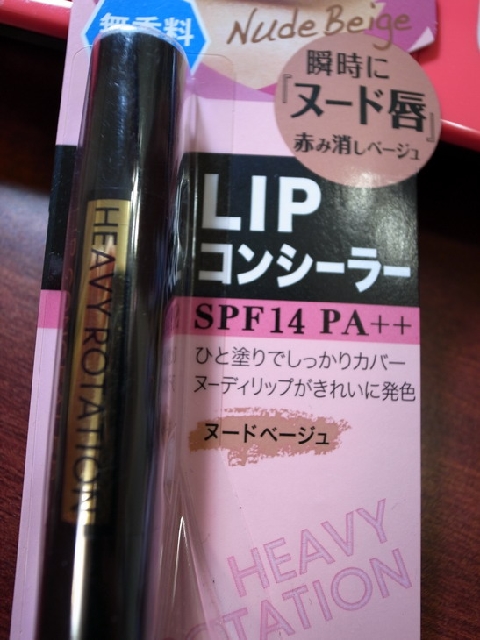 無香料
Nude Beige
瞬時に
『ヌード唇』
赤み消しベージュ
LIP
コンシーラー
SPF14 PA++
ひと塗りでしっかりカバー
ヌーディリップがきれいに発色
ヌードベージュ
HEAVY ROTATION
HEAVY
ROTATION